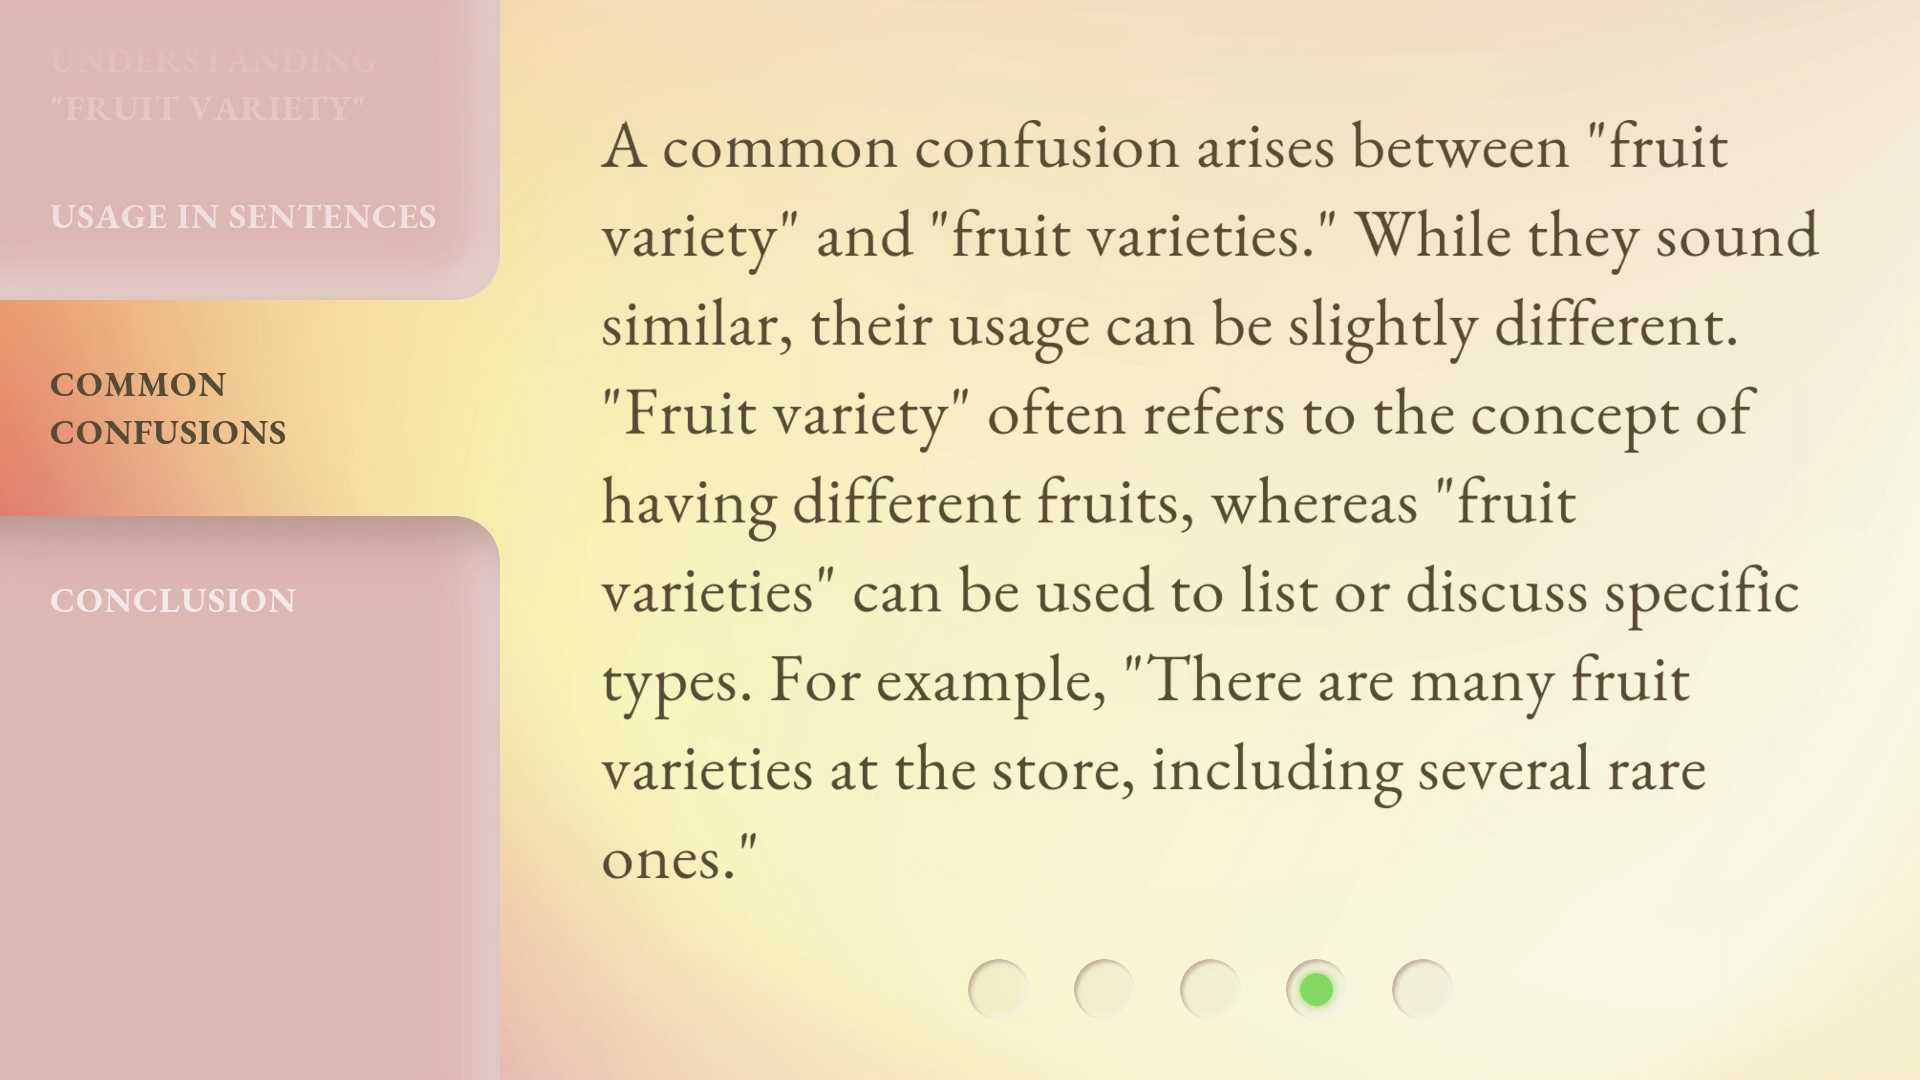 UNDERSTANDING
"FRUIT VARIETY"
USAGE IN SENTENCES
COMMON
CONFUSIONS
CONCLUSION
A common confusion arises between "fruit
variety" and "fruit varieties." While they sound
similar, their usage can be slightly different.
"Fruit variety" often refers to the concept of
having different fruits, whereas "fruit
varieties" can be used to list or discuss specific
types. For example, "There are many fruit
varieties at the store, including several rare
ones."